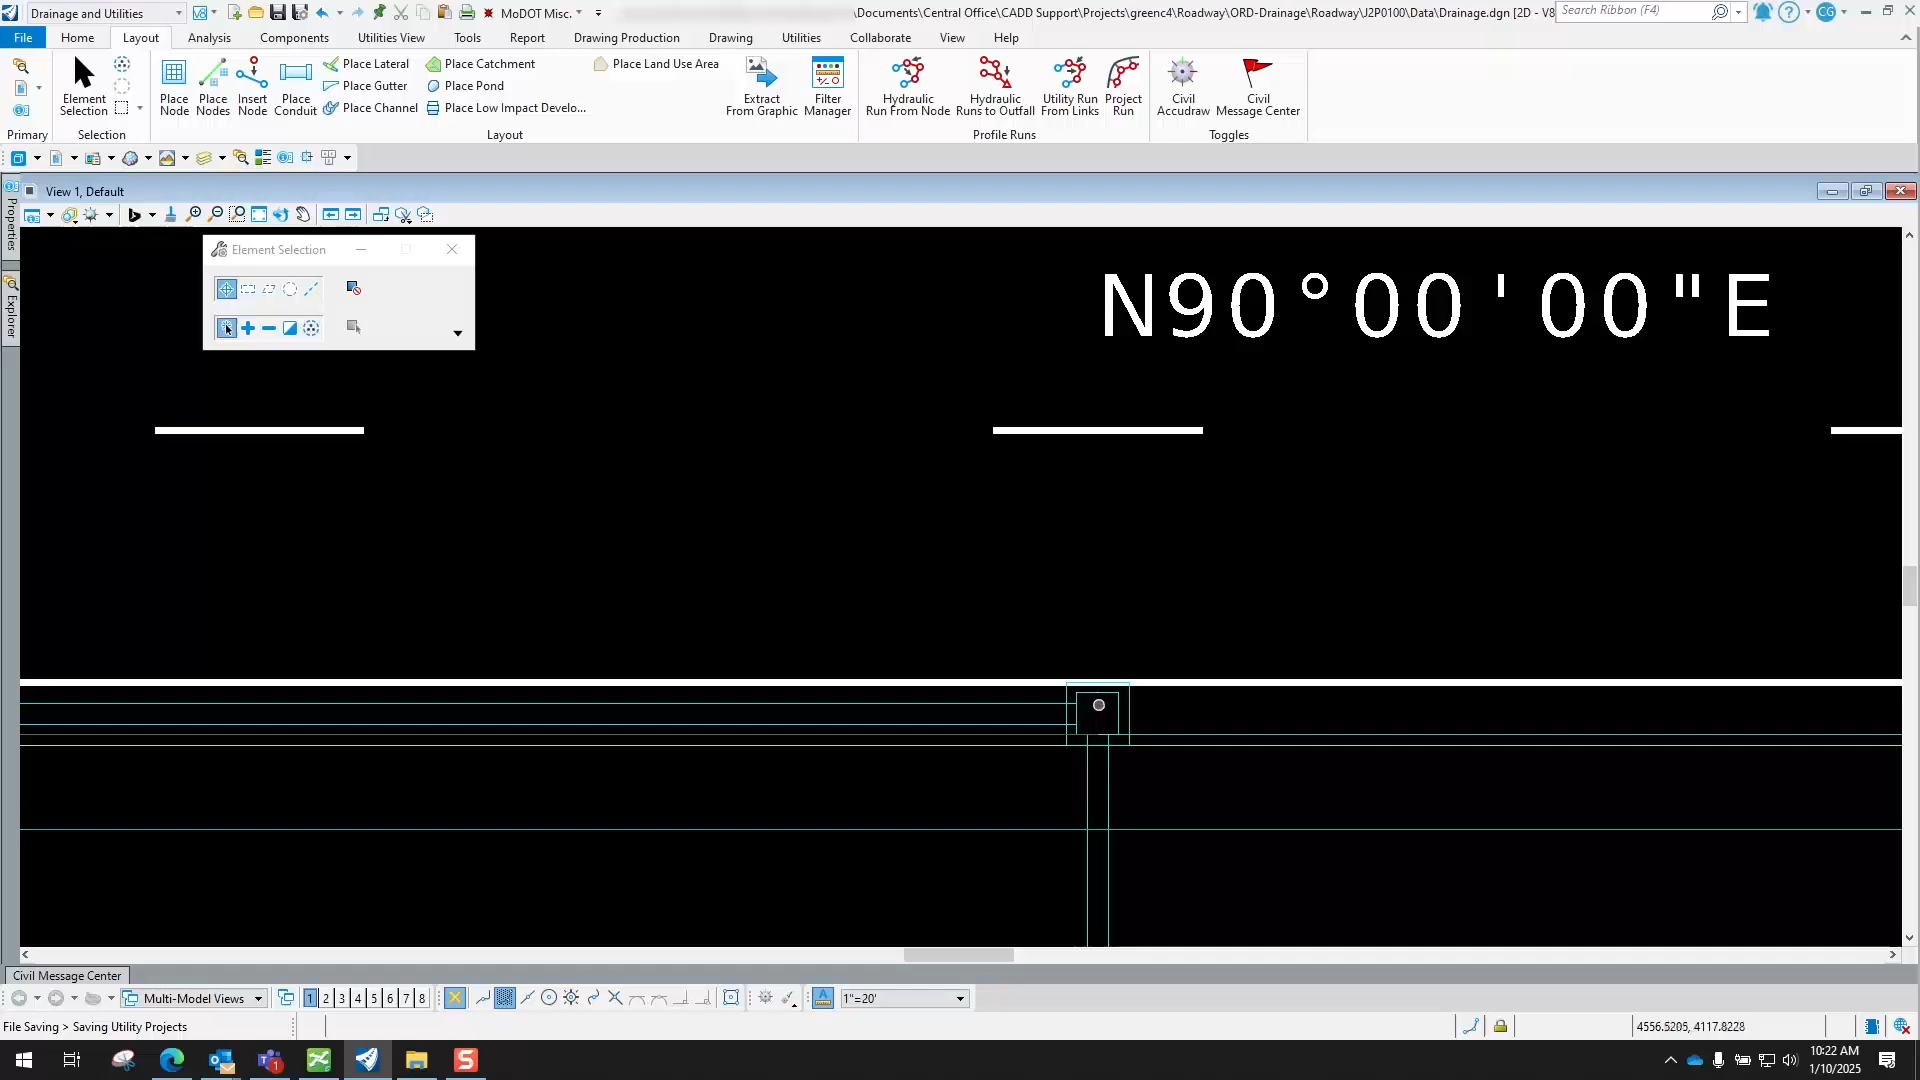 Drainage and Utilities
MoDOT Misc.
\Documents\Central Office\CADD Support\Projects\greenc4\Roadway\ORD-Drainage\Roadway\J2P0100\Data\Drainage.dgn [2D - V8
Search Ribbon (F4)
CG
File
Home
Layout
Analysis
Components
Utilities View
Tools
Report
Drawing Production
Drawing
Utilities
Collaborate
View
Help
Element Selection
Place Node
Place Nodes
Insert Node
Place Conduit
Place Lateral
Place Gutter
Place Channel
Place Catchment
Place Pond
Place Low Impact Develo...
Place Land Use Area
Extract From Graphic
Filter Manager
Hydraulic Run From Node
Hydraulic Runs to Outfall
Utility Run From Links
Project Run
Civil Accudraw
Civil Message Center
Primary
Selection
Layout
Profile Runs
Toggles
View 1, Default
Properties
Explorer
Element Selection
N90°00'00"E
Civil Message Center
Multi-Model Views
1 2 3 4 5 6 7 8
1"=20'
File Saving > Saving Utility Projects
4556.5205, 4117.8228
10:22 AM
1/10/2025